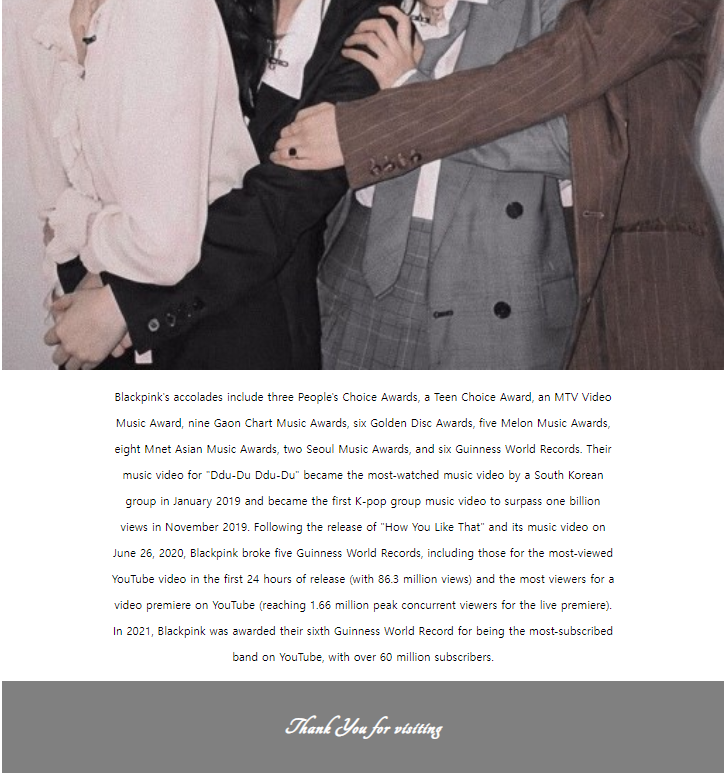 Blackpink's accolades include three People's Choice Awards, a Teen Choice Award, an MTV Video
Music Award, nine Gaon Chart Music Awards, six Golden Disc Awards, five Melon Music Awards,
eight Mnet Asian Music Awards, two Seoul Music Awards, and six Guinness World Records. Their
music video for "Ddu-Du Ddu-Du" became the most-watched music video by a South Korean
group in January 2019 and became the first K-pop group music video to surpass one billion
views in November 2019. Following the release of "How You Like That" and its music video on
June 26, 2020, Blackpink broke five Guinness World Records, including those for the most-viewed
YouTube video in the first 24 hours of release (with 86.3 million views) and the most viewers for a
video premiere on YouTube (reaching 1.66 million peak concurrent viewers for the live premiere).
In 2021, Blackpink was awarded their sixth Guinness World Record for being the most-subscribed
band on YouTube, with over 60 million subscribers.
Thank You for visiting